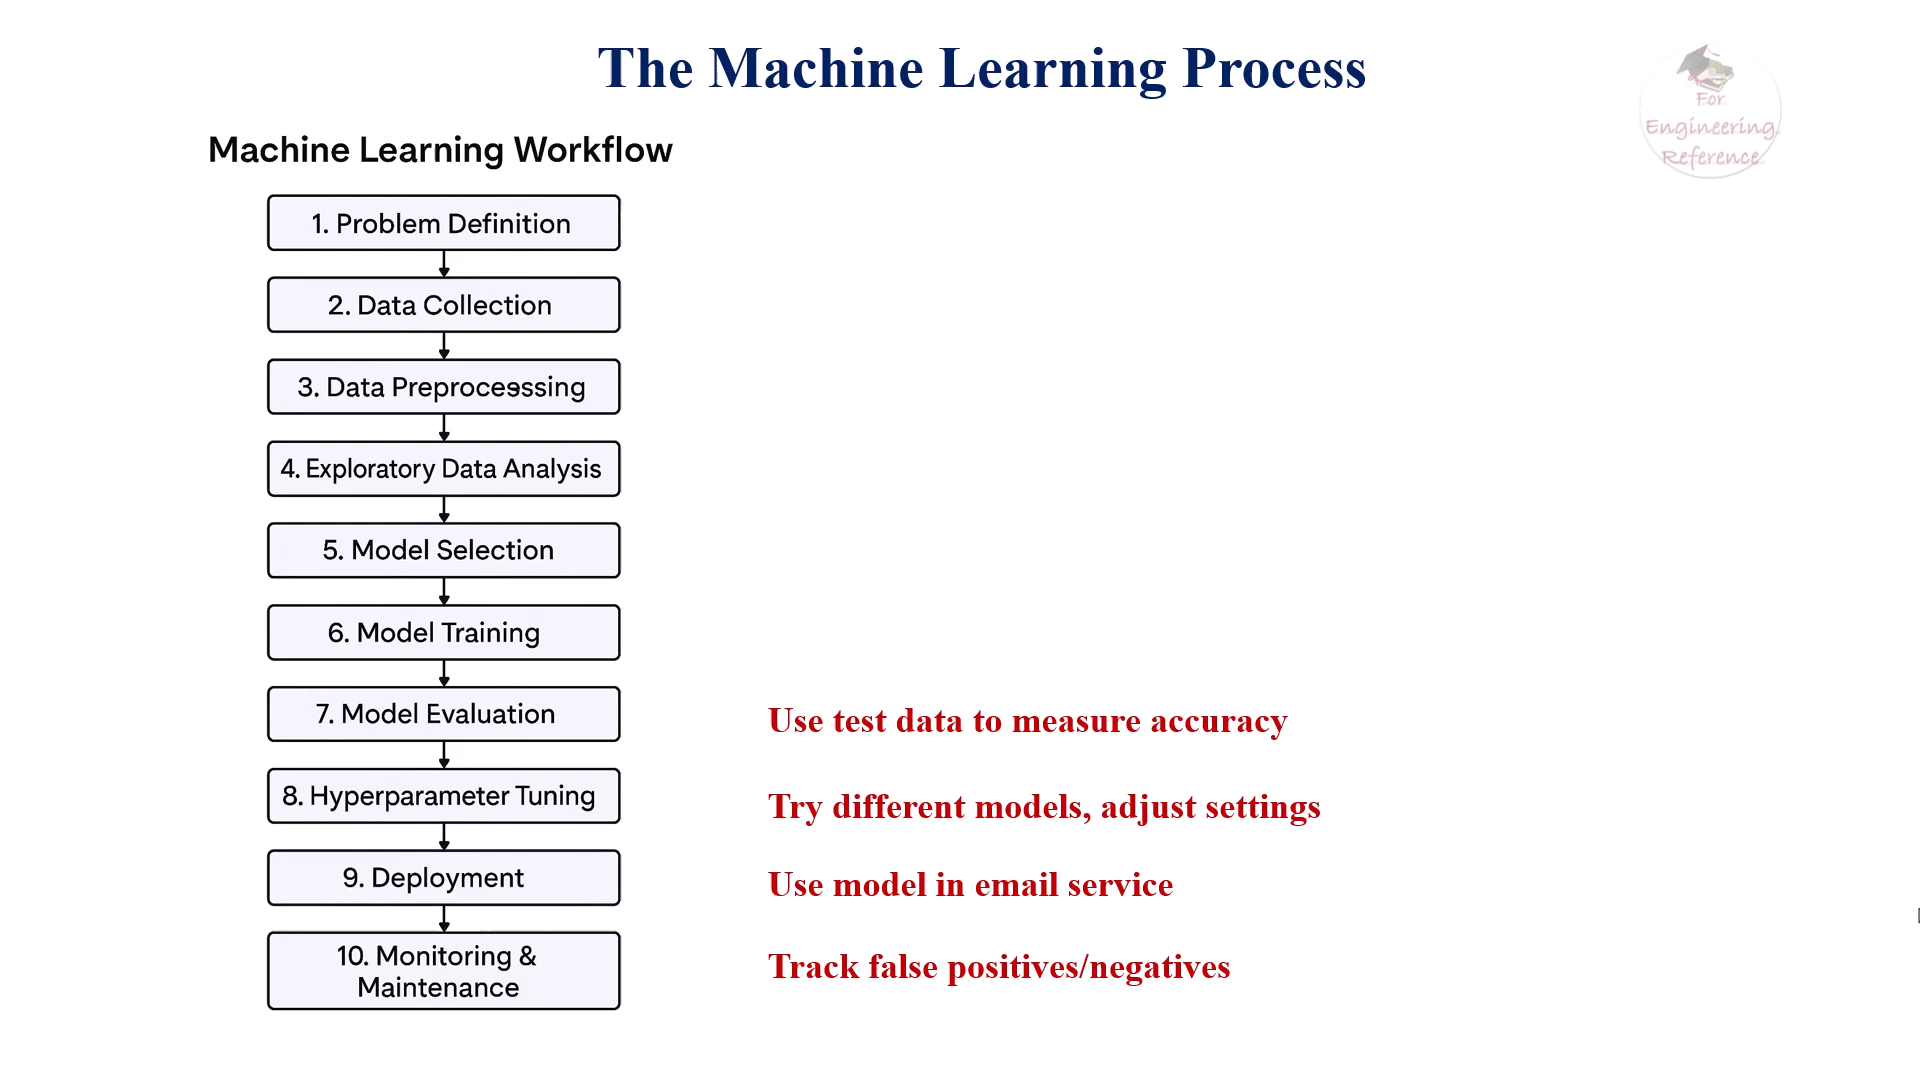 The Machine Learning Process
For
Engineering
Reference
Machine Learning Workflow
1. Problem Definition
2. Data Collection
3. Data Preprocessing
4. Exploratory Data Analysis
5. Model Selection
6. Model Training
7. Model Evaluation
Use test data to measure accuracy
8. Hyperparameter Tuning
Try different models, adjust settings
9. Deployment
Use model in email service
10. Monitoring &
Maintenance
Track false positives/negatives